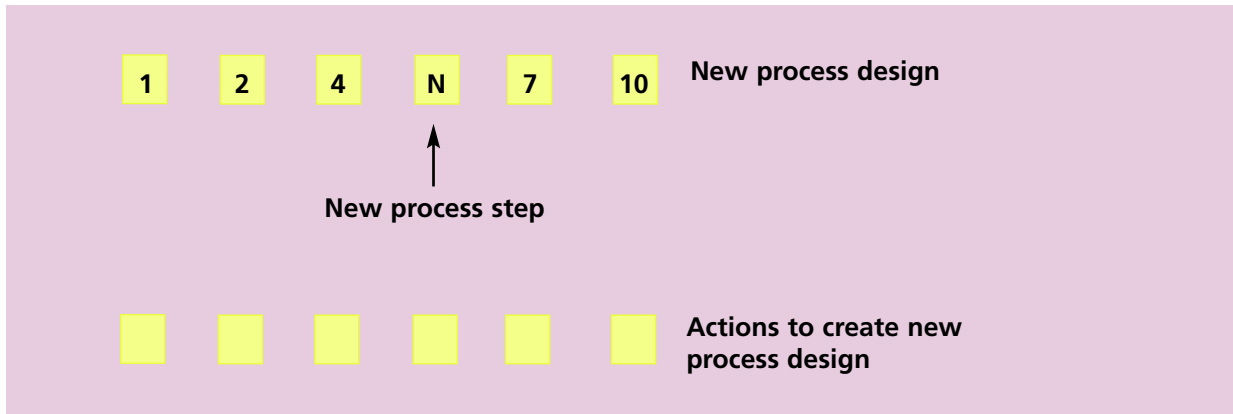 1 2 4 N 7 10 New process design
New process step
Actions to create new
process design